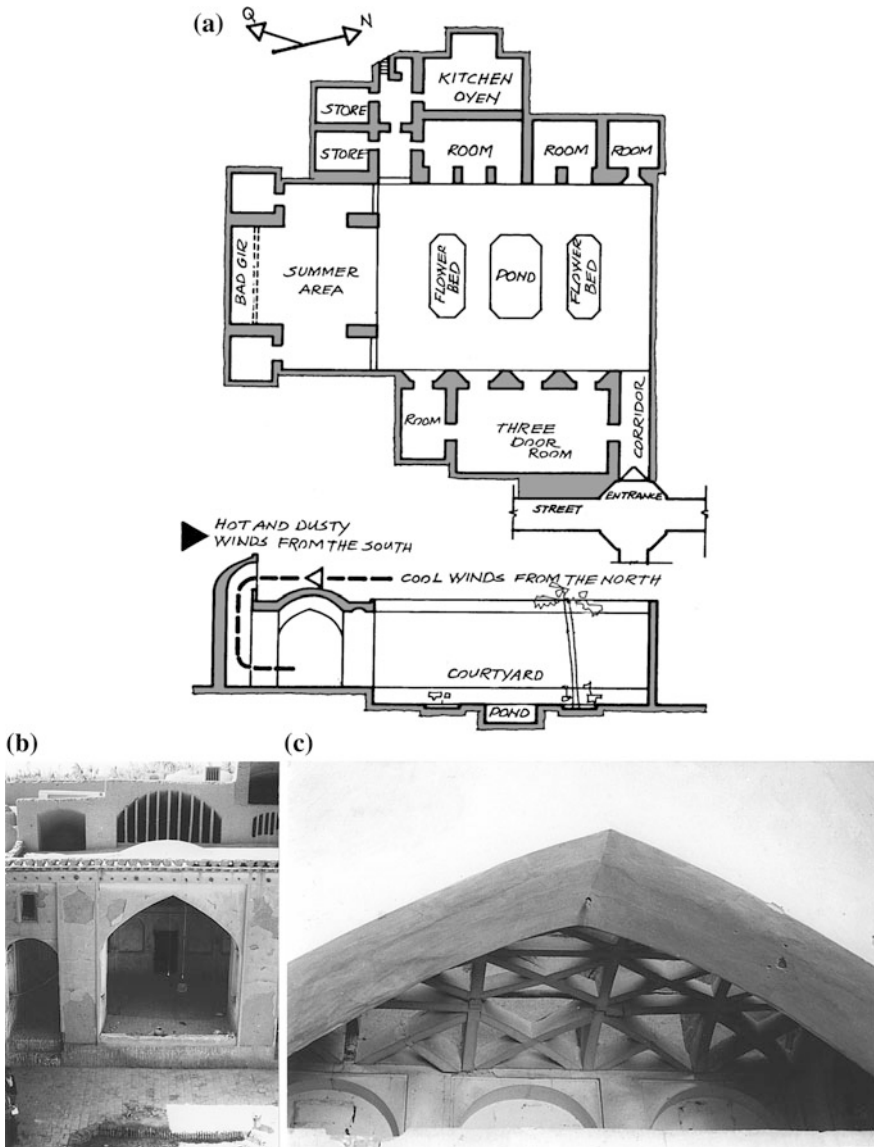 (a)
Q
N
KITCHEN
OVEN
STORE
STORE
ROOM
ROOM
ROOM
BAD GIR
SUMMER
AREA
FLOWER
BED
POND
FLOWER
BED
ROOM
THREE
DOOR
ROOM
CORRIDOR
ENTRANCE
STREET
HOT AND DUSTY
WINDS FROM THE SOUTH
COOL WINDS FROM THE NORTH
COURTYARD
POND
(b)
(c)